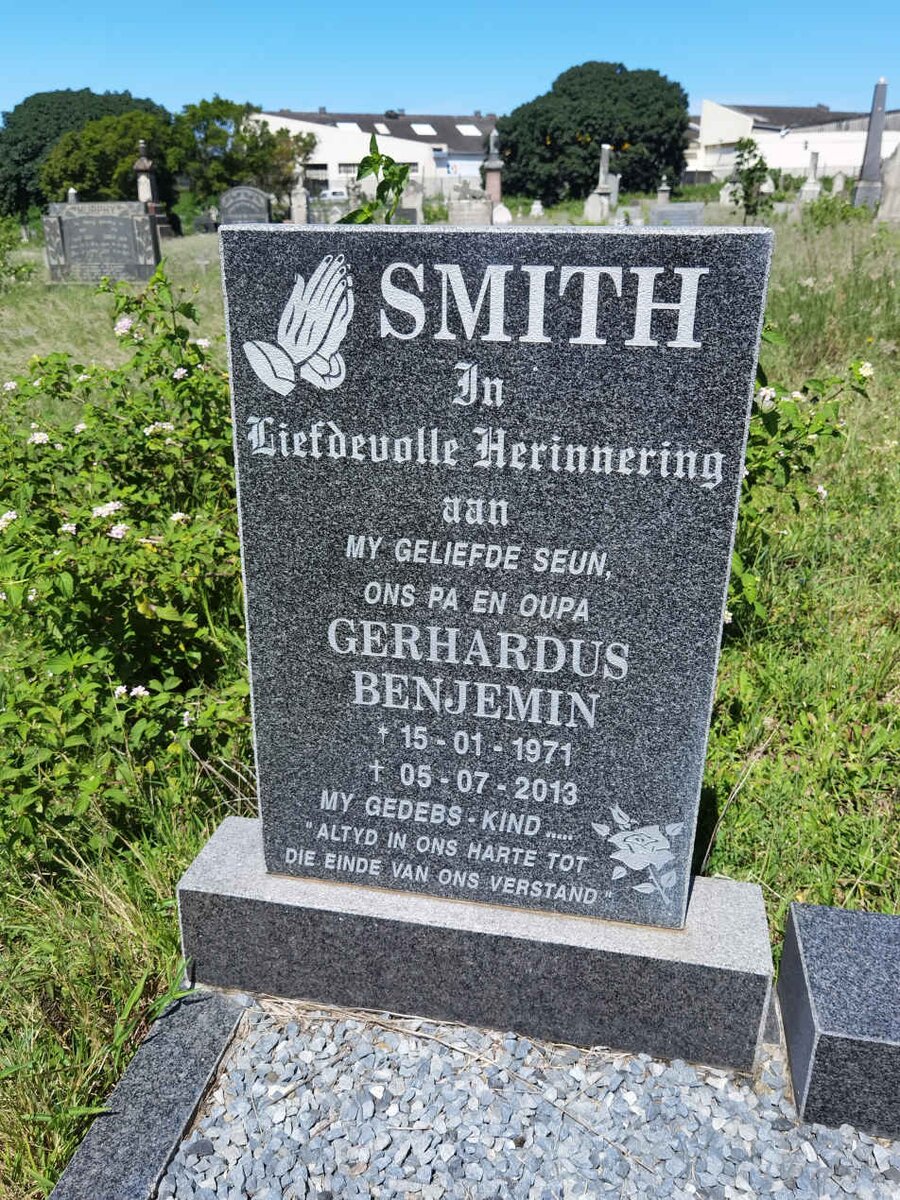 SMITH
In
Liefdevolle Herinnering
aan
MY GELIEFDE SEUN,
ONS PA EN OUPA
GERHARDUS
BENJEMIN
* 15 - 01 - 1971
† 05 - 07 - 2013
MY GEDEBS - KIND .....
" ALTYD IN ONS HARTE TOT
DIE EINDE VAN ONS VERSTAND "